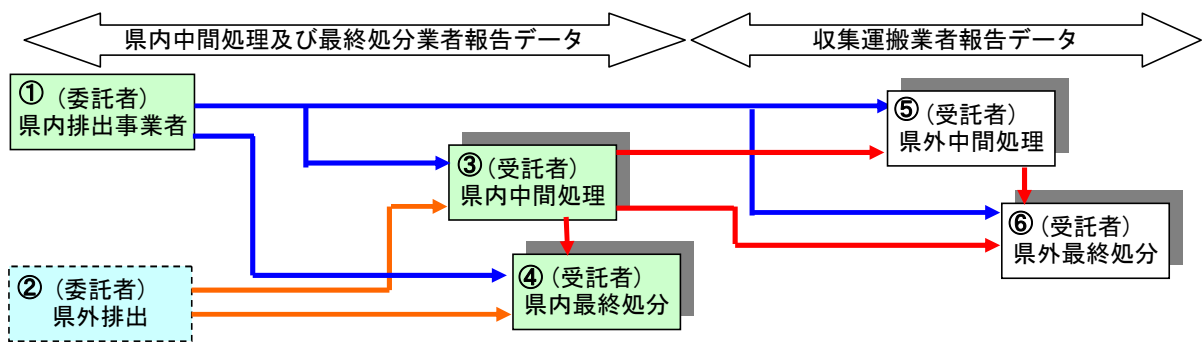 県内中間処理及び最終処分業者報告データ
収集運搬業者報告データ
① (委託者)
県内排出事業者
⑤ (受託者)
県外中間処理
③ (受託者)
県内中間処理
⑥ (受託者)
県外最終処分
② (委託者)
県外排出
④ (受託者)
県内最終処分